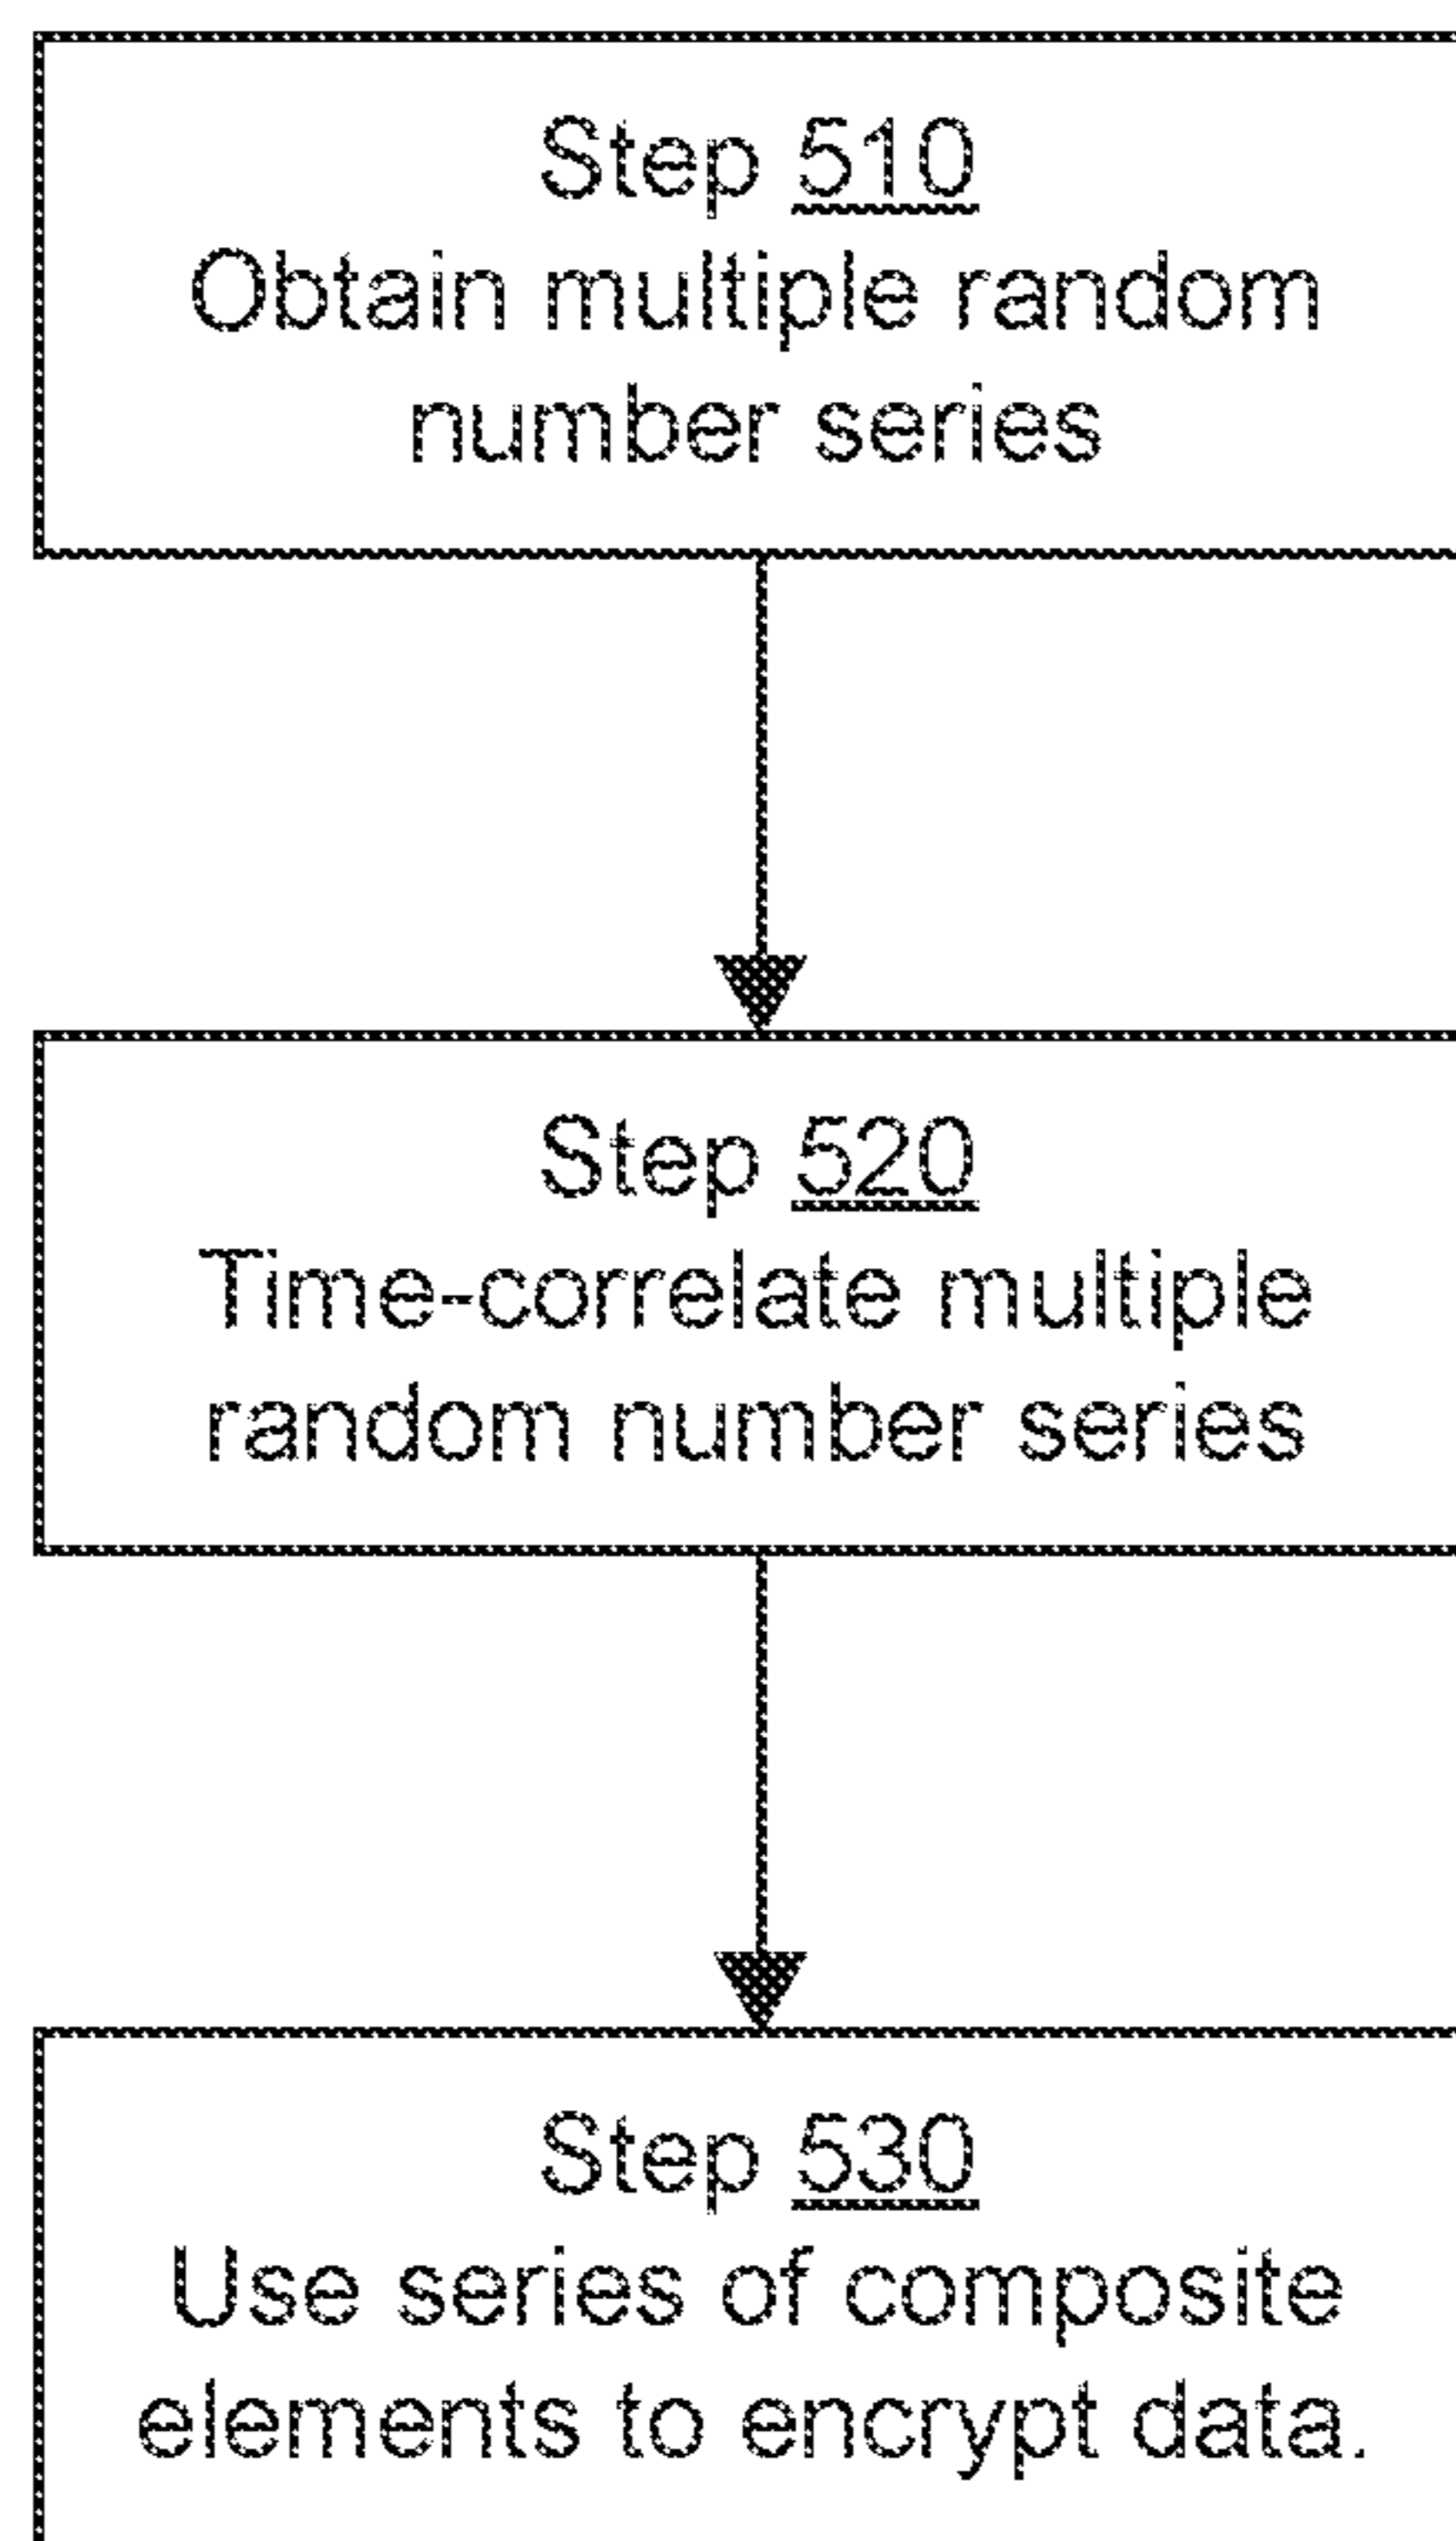 Step 510
Obtain multiple random
number series
Step 520
Time-correlate multiple
random number series
Step 530
Use series of composite
elements to encrypt data.